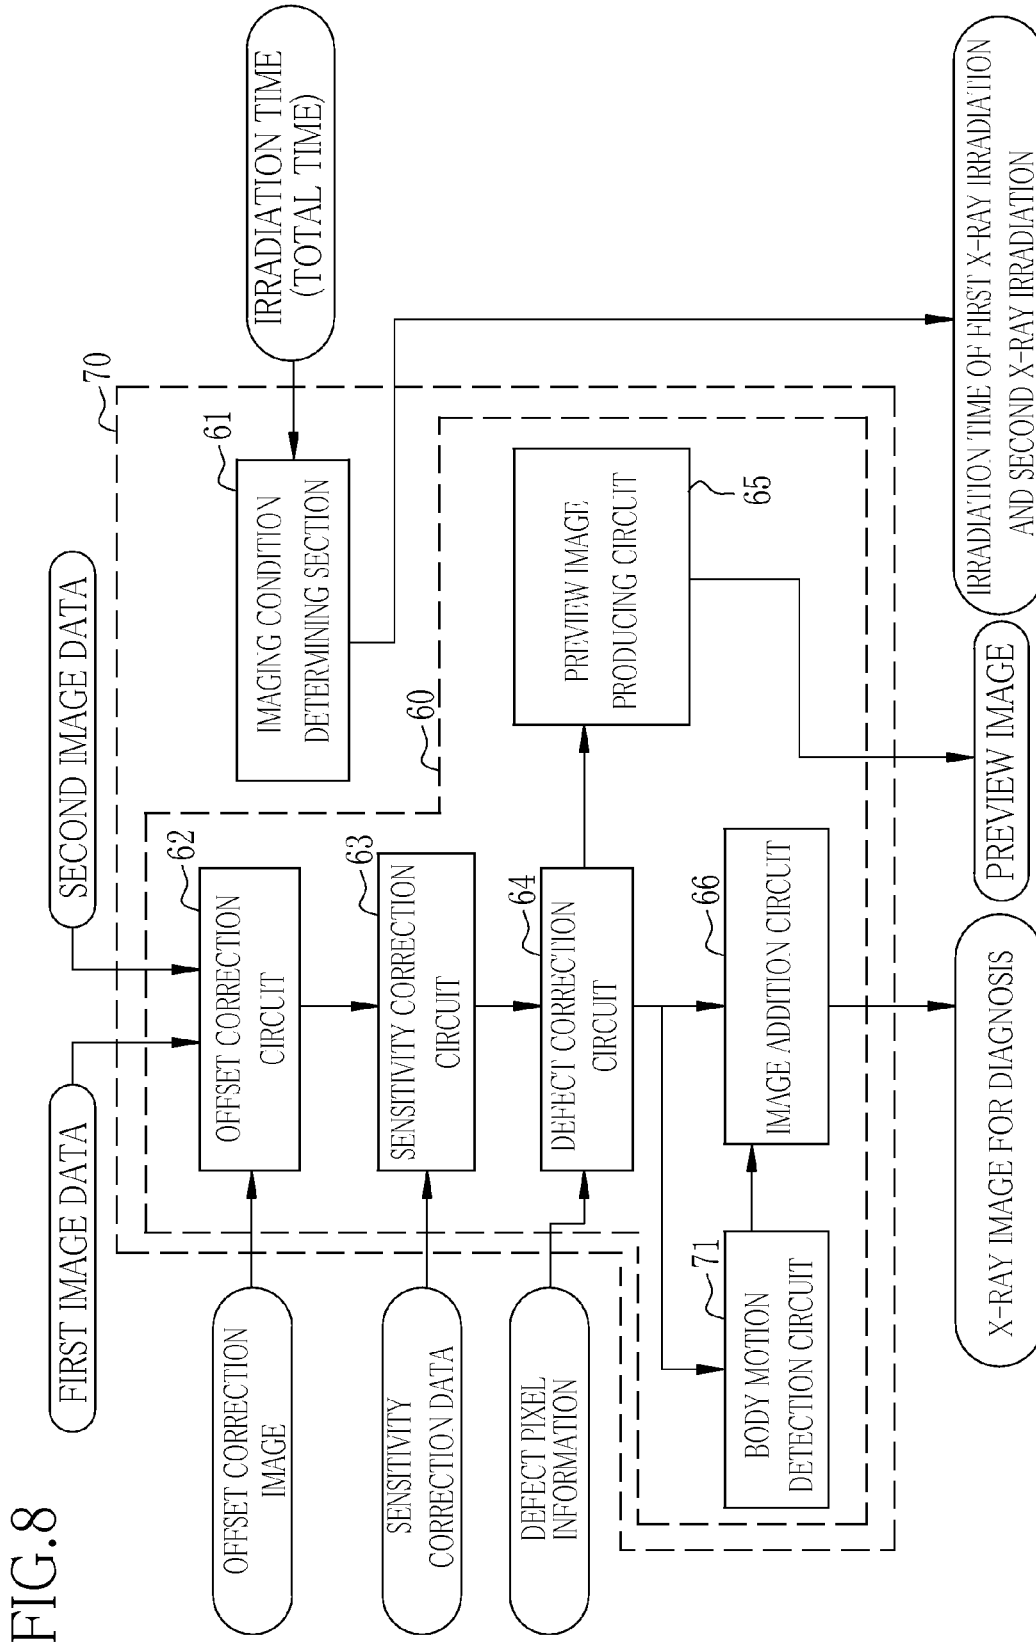 FIG.8
FIRST IMAGE DATA
SECOND IMAGE DATA
70
IRRADIATION TIME
(TOTAL TIME)
OFFSET CORRECTION
IMAGE
62
OFFSET CORRECTION
CIRCUIT
61
IMAGING CONDITION
DETERMINING SECTION
SENSITIVITY
CORRECTION DATA
63
SENSITIVITY CORRECTION
CIRCUIT
60
DEFECT PIXEL
INFORMATION
64
DEFECT CORRECTION
CIRCUIT
PREVIEW IMAGE
PRODUCING CIRCUIT
65
71
BODY MOTION
DETECTION CIRCUIT
66
IMAGE ADDITION CIRCUIT
X-RAY IMAGE FOR DIAGNOSIS
PREVIEW IMAGE
IRRADIATION TIME OF FIRST X-RAY IRRADIATION
AND SECOND X-RAY IRRADIATION